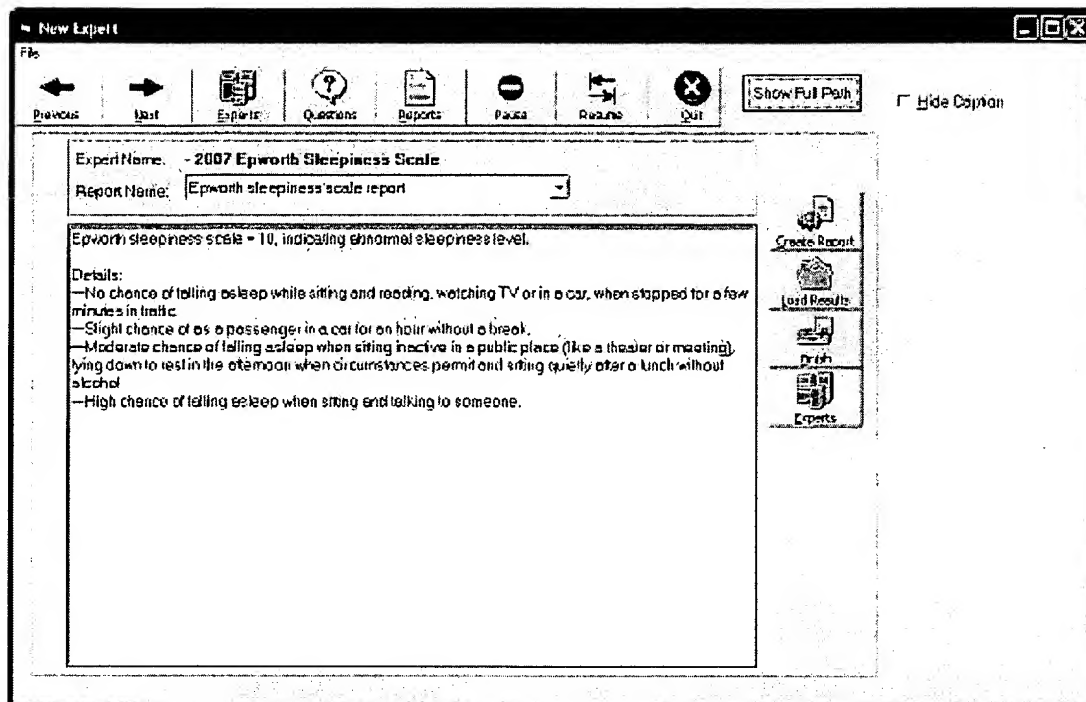 New Expert
File
Previous Next Experts Questions Reports Pause Resume Quit Show Full Path Hide Caption
Expert Name: - 2007 Epworth Sleepiness Scale
Report Name: Epworth sleepiness scale report
Epworth sleepiness scale = 10, indicating abnormal sleepiness level.
Create Report
Details:
—No chance of falling asleep while sitting and reading, watching TV or in a car, when stopped for a few
Load Results
minutes in traffic.
—Slight chance of as a passenger in a car for an hour without a break.
—Moderate chance of falling asleep when sitting inactive in a public place (like a theater or meeting),
lying down to rest in the afternoon when circumstances permit and sitting quietly after a lunch without
alcohol
—High chance of falling asleep when sitting and talking to someone.
Experts